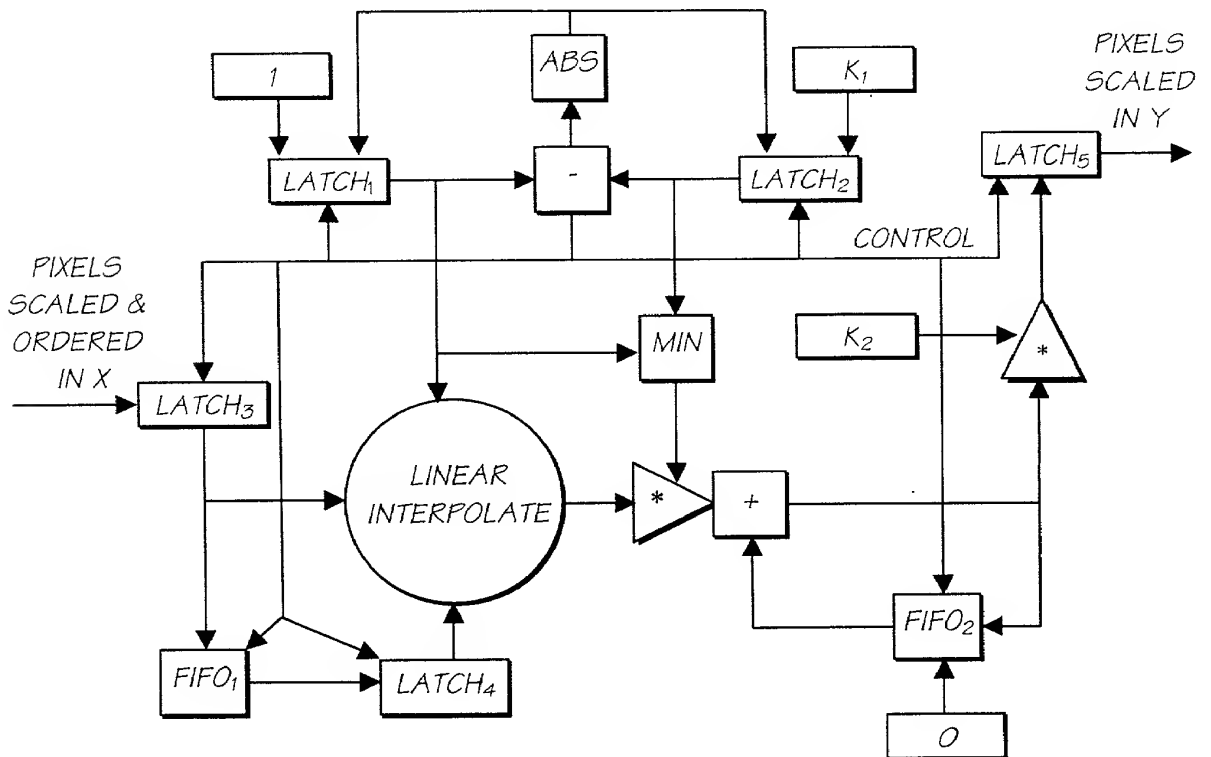 ABS
1
K₁
PIXELS
SCALED
IN Y
LATCH₁
-
LATCH₂
LATCH₅
CONTROL
PIXELS
SCALED &
ORDERED
IN X
MIN
K₂
*
LATCH₃
LINEAR
INTERPOLATE
*
+
FIFO₁
LATCH₄
FIFO₂
0